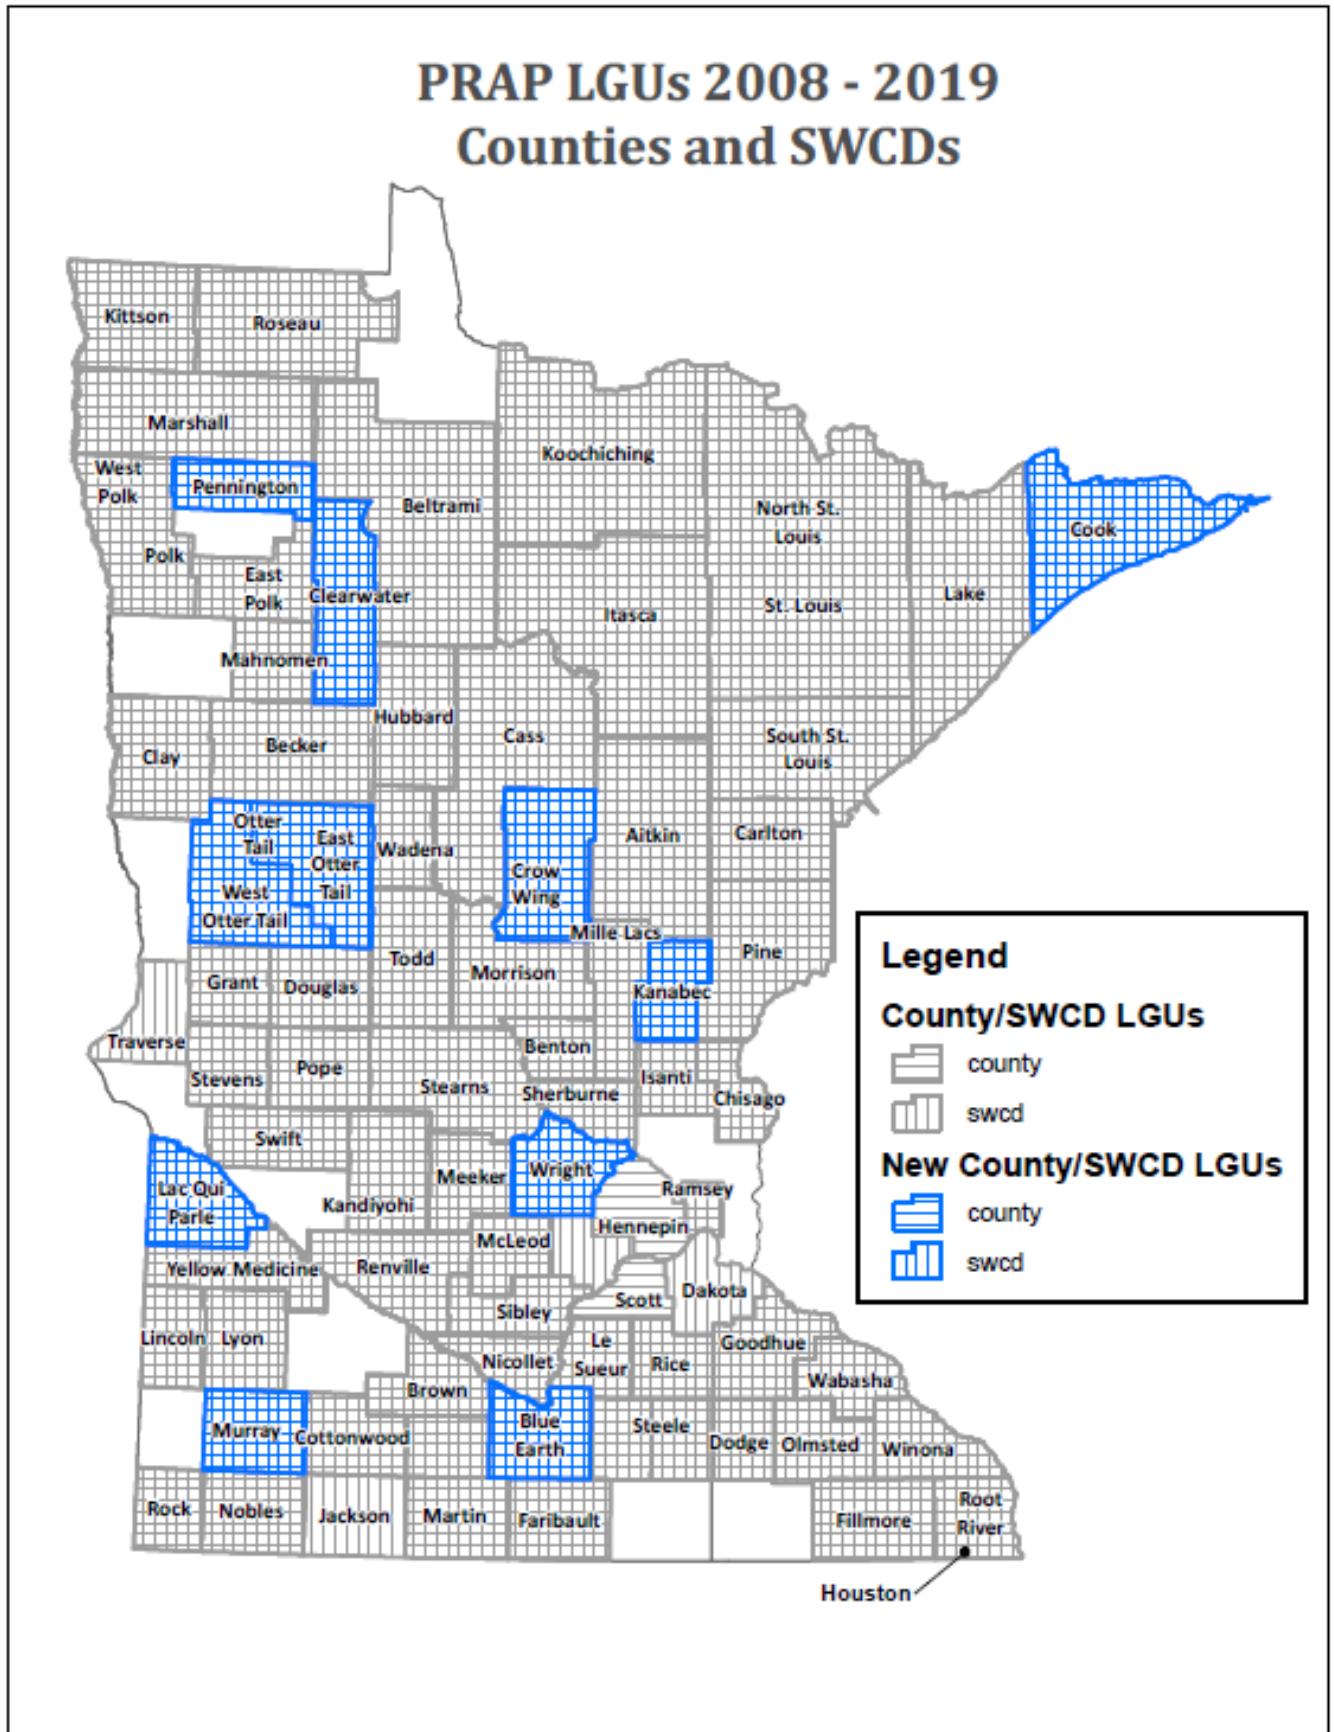 PRAP LGUs 2008 - 2019
Counties and SWCDs
Kittson
Roseau
Marshall
West
Polk
Pennington
Koochiching
Beltrami
North St.
Louis
Cook
Polk
East
Polk
Clearwater
Itasca
St. Louis
Lake
Mahnomen
Hubbard
Cass
South St.
Louis
Becker
Clay
Otter
Tail
East
Otter
Tail
West
Otter Tail
Wadena
Crow
Wing
Aitkin
Carlton
Mille Lacs
Pine
Todd
Morrison
Grant
Douglas
Kanabec
Traverse
Benton
Stevens
Pope
Stearns
Sherburne
Isanti
Chisago
Swift
Meeker
Wright
Lac Qui
Parle
Kandiyohi
Ramsey
Hennepin
McLeod
Yellow Medicine
Renville
Sibley
Scott
Dakota
Lincoln
Lyon
Nicollet
Le
Sueur
Rice
Goodhue
Wabasha
Brown
Murray
Cottonwood
Blue
Earth
Steele
Dodge
Olmsted
Winona
Rock
Nobles
Jackson
Martin
Faribault
Fillmore
Root
River
Houston
Legend
County/SWCD LGUs
county
swcd
New County/SWCD LGUs
county
swcd